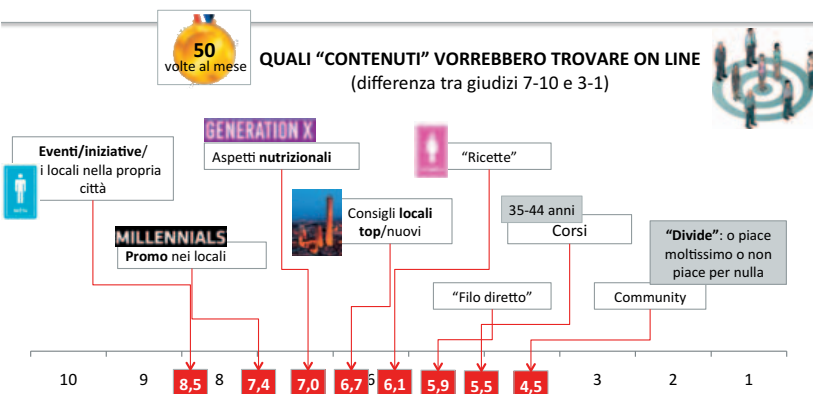 50
volte al mese
QUALI “CONTENUTI” VORREBBERO TROVARE ON LINE
(differenza tra giudizi 7-10 e 3-1)
GENERATION X
Eventi/iniziative/
i locali nella propria
città
Aspetti nutrizionali
“Ricette”
MILLENNIALS
Promo nei locali
Consigli locali
top/nuovi
35-44 anni
Corsi
“Divide”: o piace
moltissimo o non
piace per nulla
“Filo diretto”
Community
10 9 8,5 8 7,4 7,0 6,7 6 6,1 5,9 5,5 4,5 3 2 1